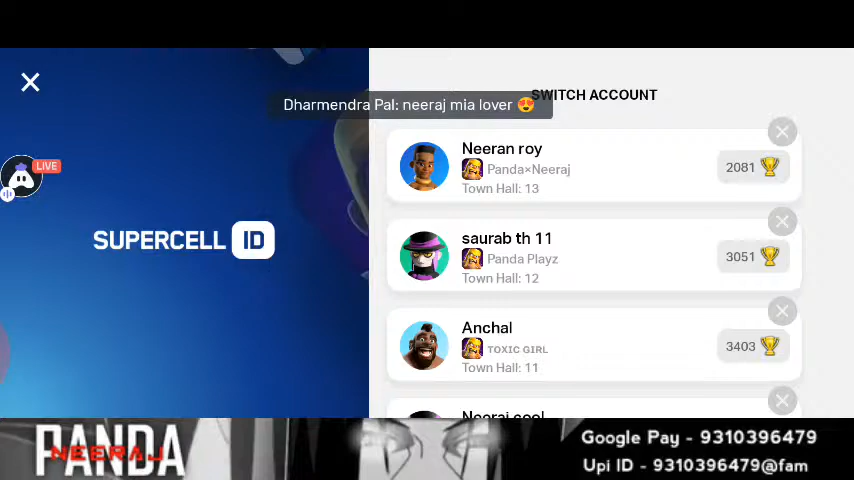 SWITCH ACCOUNT
Dharmendra Pal: neeraj mia lover 😍
LIVE
SUPERCELL ID
Neeran roy
Panda×Neeraj
Town Hall: 13
2081
saurab th 11
Panda Playz
Town Hall: 12
3051
Anchal
TOXIC GIRL
Town Hall: 11
3403
Neeraj cool
PANDA
NEERAJ
Google Pay - 9310396479
Upi ID - 9310396479@fam